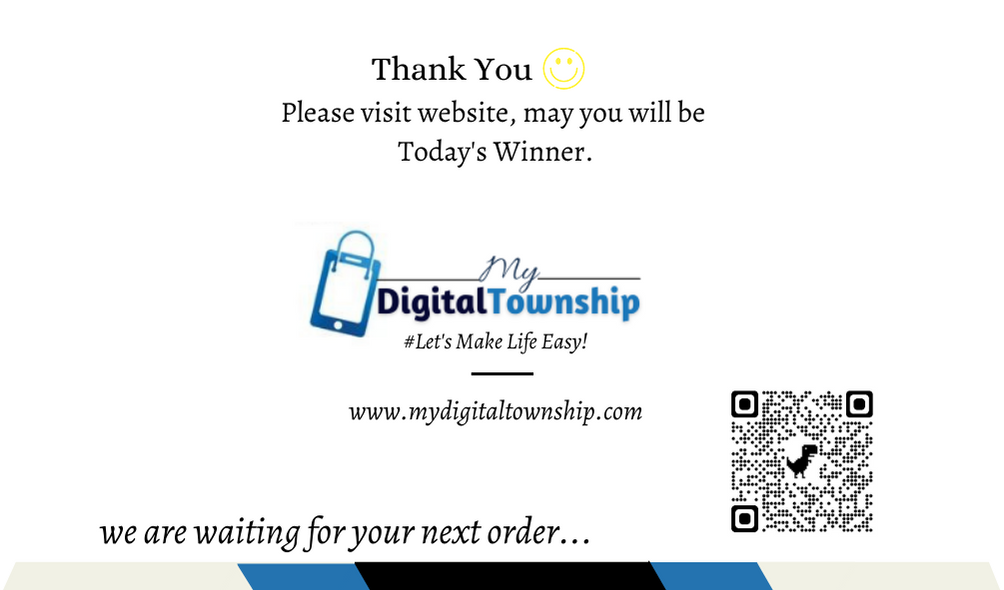 Thank You
Please visit website, may you will be
Today's Winner.
My
DigitalTownship
#Let's Make Life Easy!
www.mydigitaltownship.com
we are waiting for your next order...